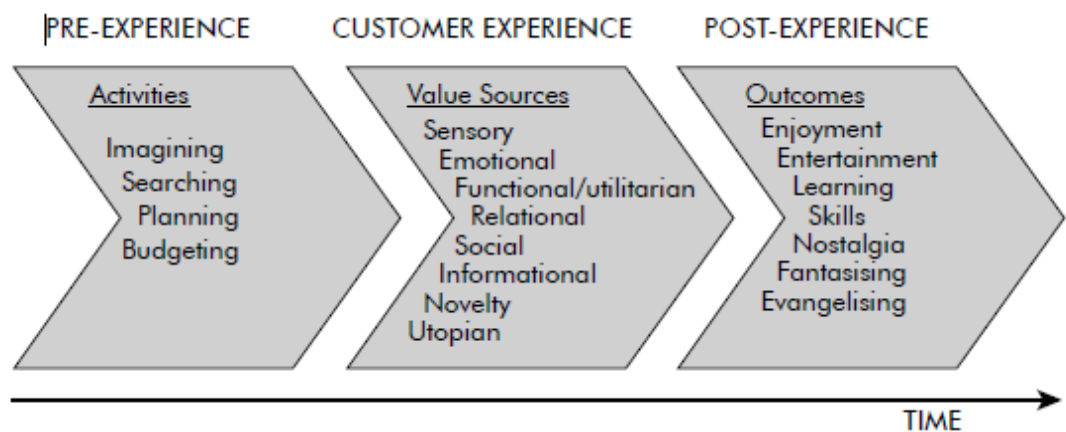 PRE-EXPERIENCE
CUSTOMER EXPERIENCE
POST-EXPERIENCE
Activities
Imagining
Searching
Planning
Budgeting
Value Sources
Sensory
Emotional
Functional/utilitarian
Relational
Social
Informational
Novelty
Utopian
Outcomes
Enjoyment
Entertainment
Learning
Skills
Nostalgia
Fantasising
Evangelising
TIME